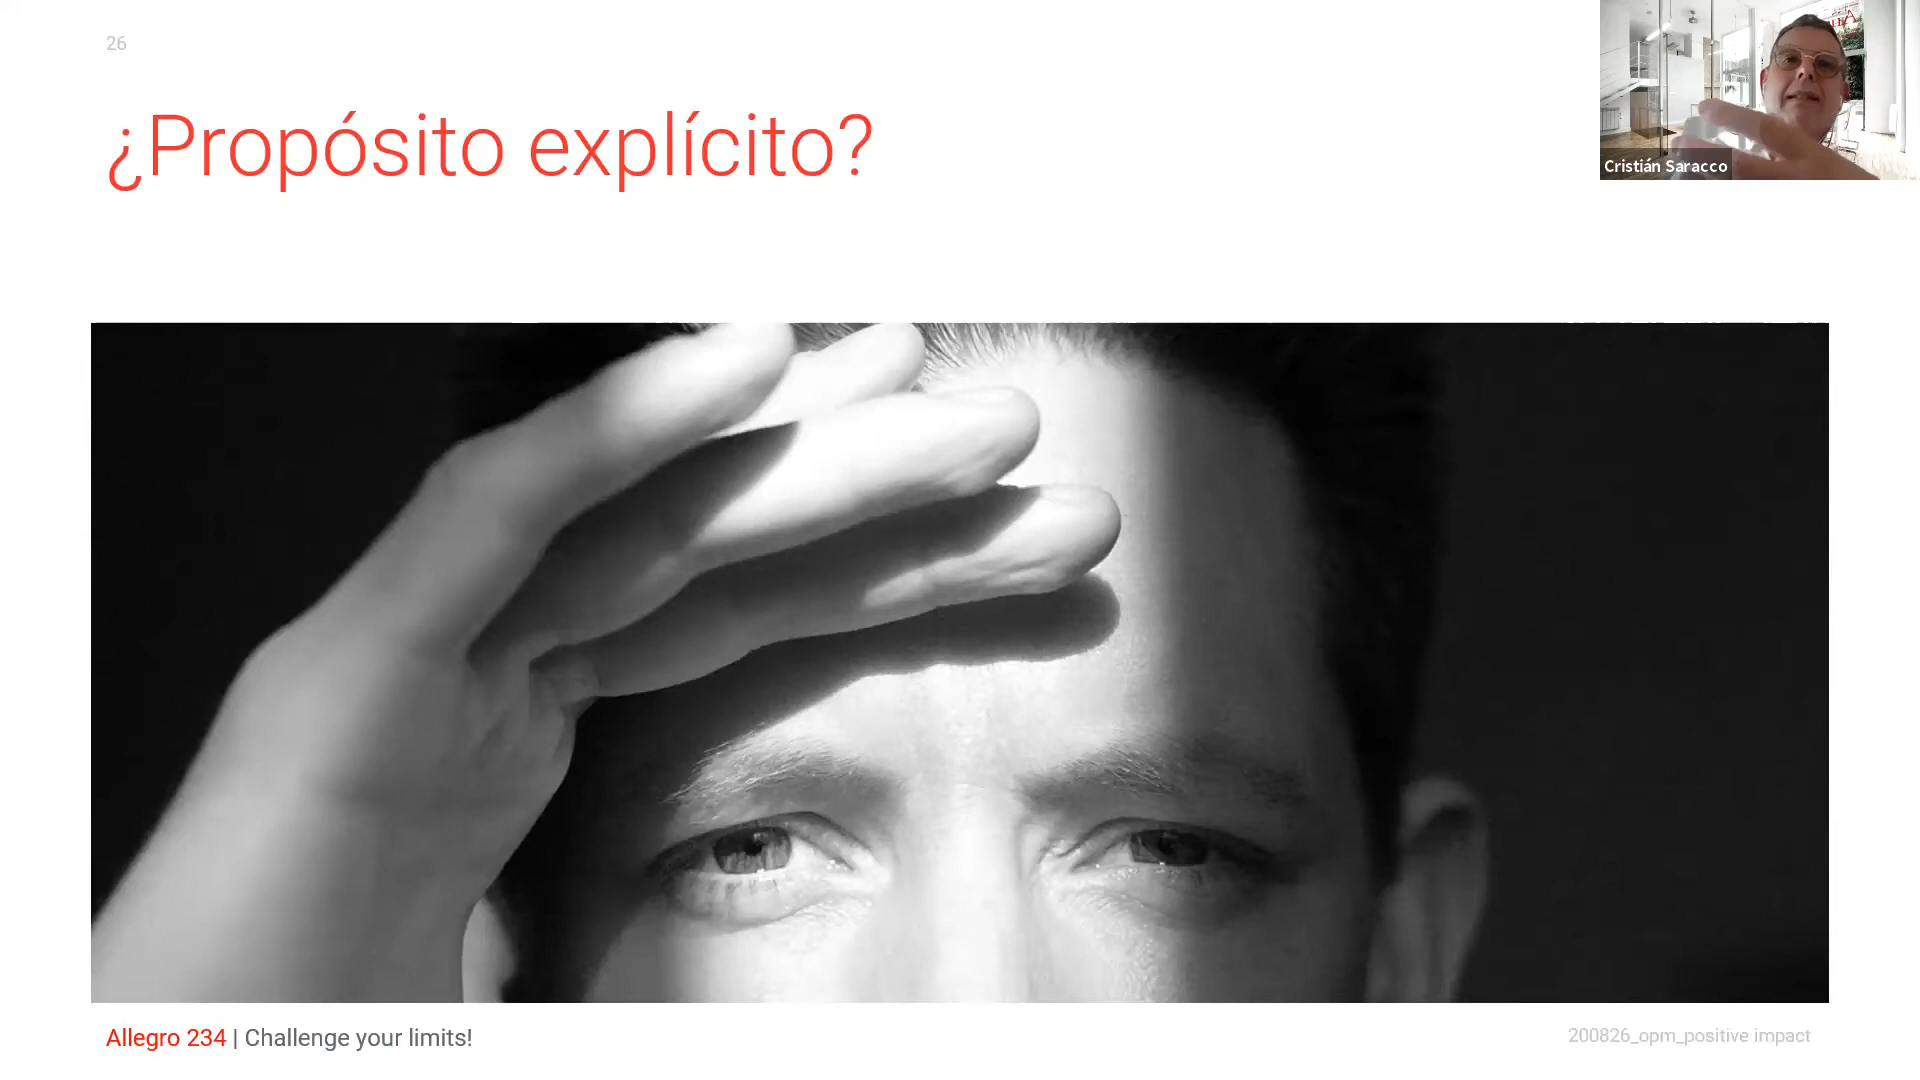 26
¿Propósito explícito?
Cristián Saracco
Allegro 234 | Challenge your limits!
200826_opm_positive impact